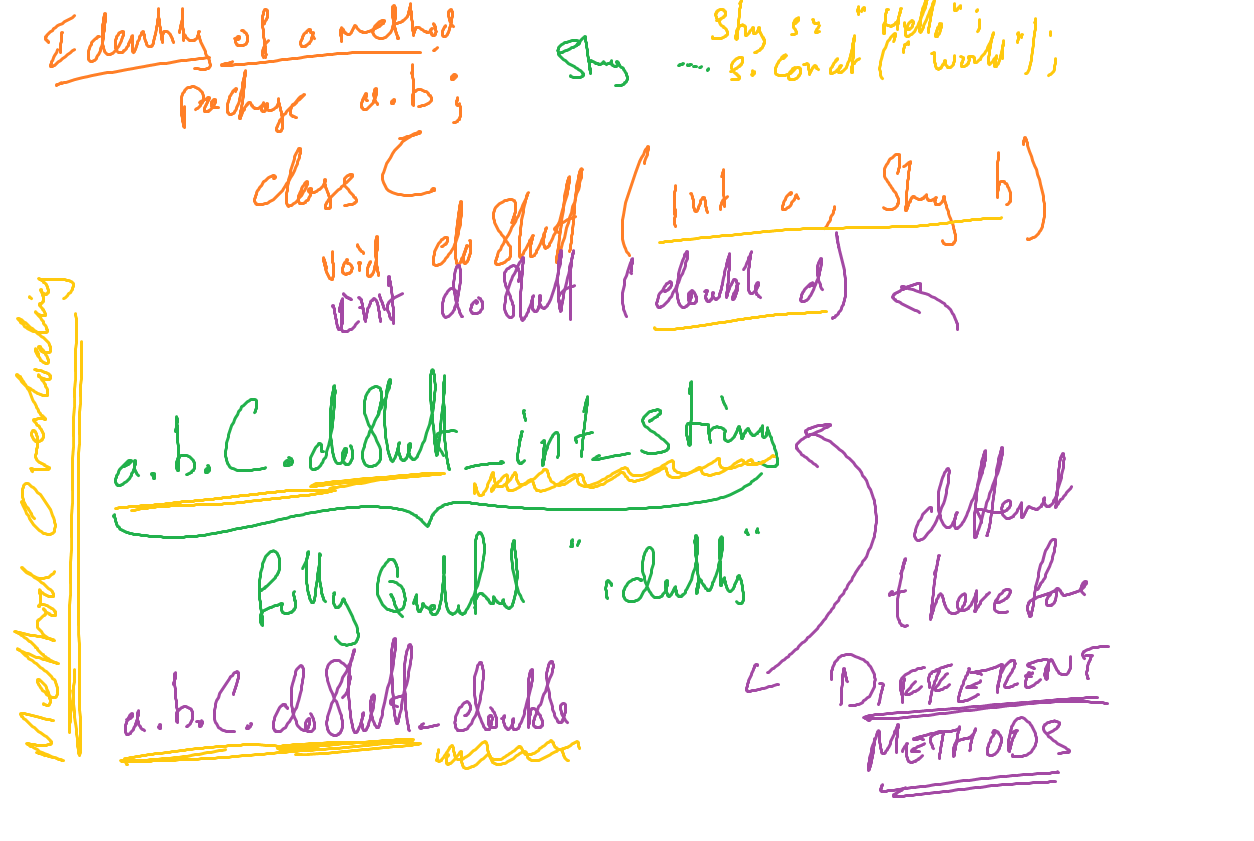 Identity of a method
package a.b;
String .... String s = "Hello";
s.concat(" world");
class C
void doStuff (int a, String b)
int doStuff (double d)
Method Overloading
a.b.C.doStuff_int_String
Fully Qualified "identity"
a.b.C.doStuff_double
different
therefore
DIFFERENT
METHODS